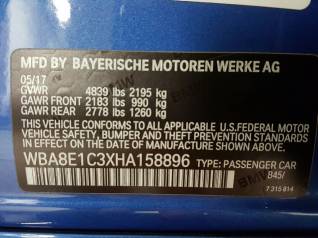 MFD BY BAYERISCHE MOTOREN WERKE AG
05/17
GVWR 4839 lbs 2195 kg
GAWR FRONT 2183 lbs 990 kg
GAWR REAR 2778 lbs 1260 kg
THIS VEHICLE CONFORMS TO ALL APPLICABLE
FEDERAL MOTOR VEHICLE SAFETY, BUMPER,
AND THEFT PREVENTION STANDARDS IN EFFECT
ON THE DATE OF MANUFACTURE SHOWN ABOVE.
WBA8E1C3XHA158896 TYPE: PASSENGER CAR
B45/
7 315 814